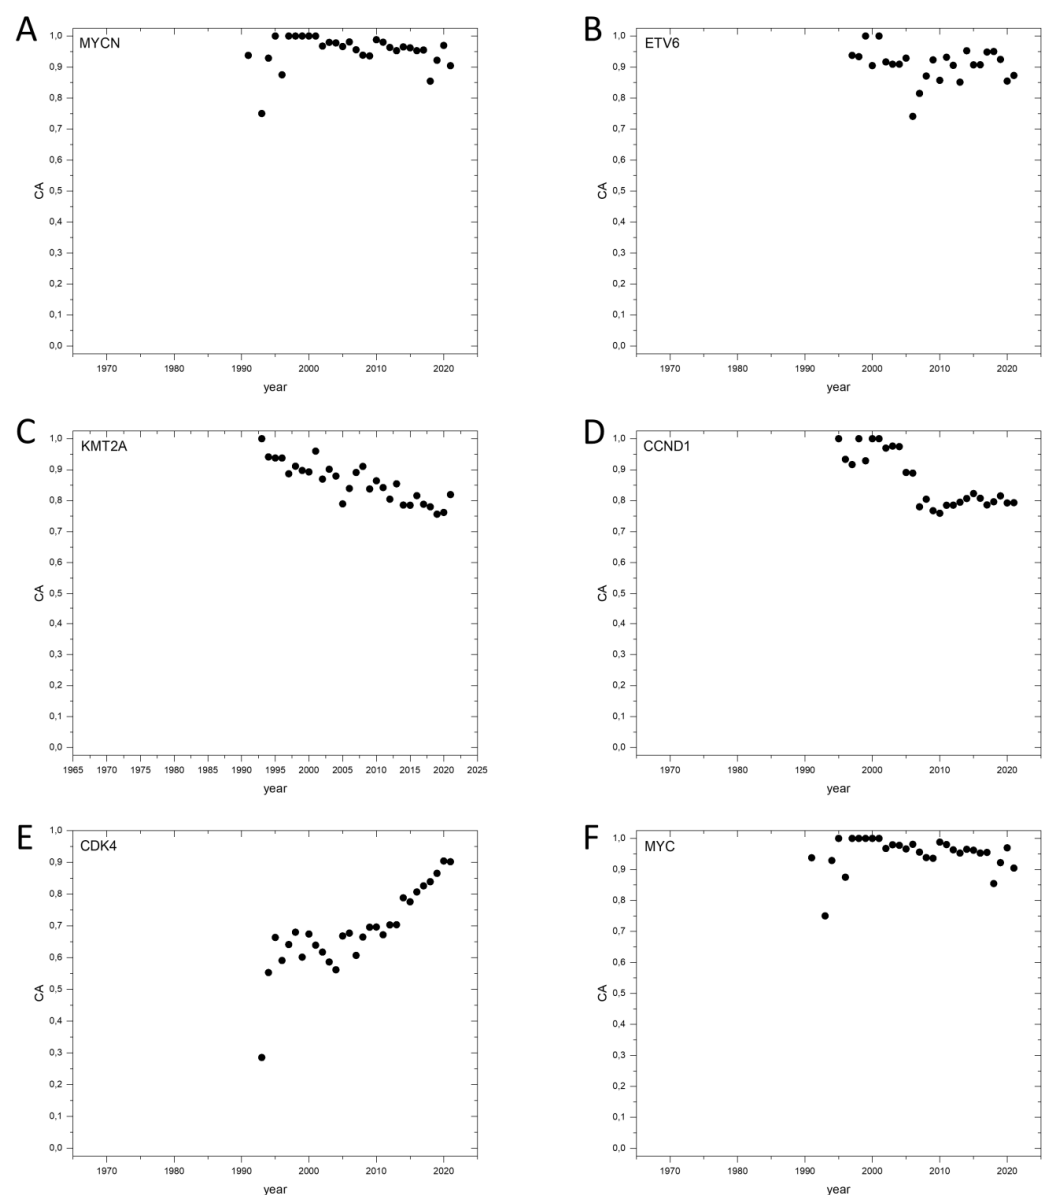 A
MYCN
1,0
0,9
0,8
0,7
0,6
0,5
0,4
0,3
0,2
0,1
0,0
CA
1970 1980 1990 2000 2010 2020
year
B
ETV6
1,0
0,9
0,8
0,7
0,6
0,5
0,4
0,3
0,2
0,1
0,0
CA
1970 1980 1990 2000 2010 2020
year
C
KMT2A
1,0
0,9
0,8
0,7
0,6
0,5
0,4
0,3
0,2
0,1
0,0
CA
1965 1970 1975 1980 1985 1990 1995 2000 2005 2010 2015 2020 2025
year
D
CCND1
1,0
0,9
0,8
0,7
0,6
0,5
0,4
0,3
0,2
0,1
0,0
CA
1970 1980 1990 2000 2010 2020
year
E
CDK4
1,0
0,9
0,8
0,7
0,6
0,5
0,4
0,3
0,2
0,1
0,0
CA
1970 1980 1990 2000 2010 2020
year
F
MYC
1,0
0,9
0,8
0,7
0,6
0,5
0,4
0,3
0,2
0,1
0,0
CA
1970 1980 1990 2000 2010 2020
year